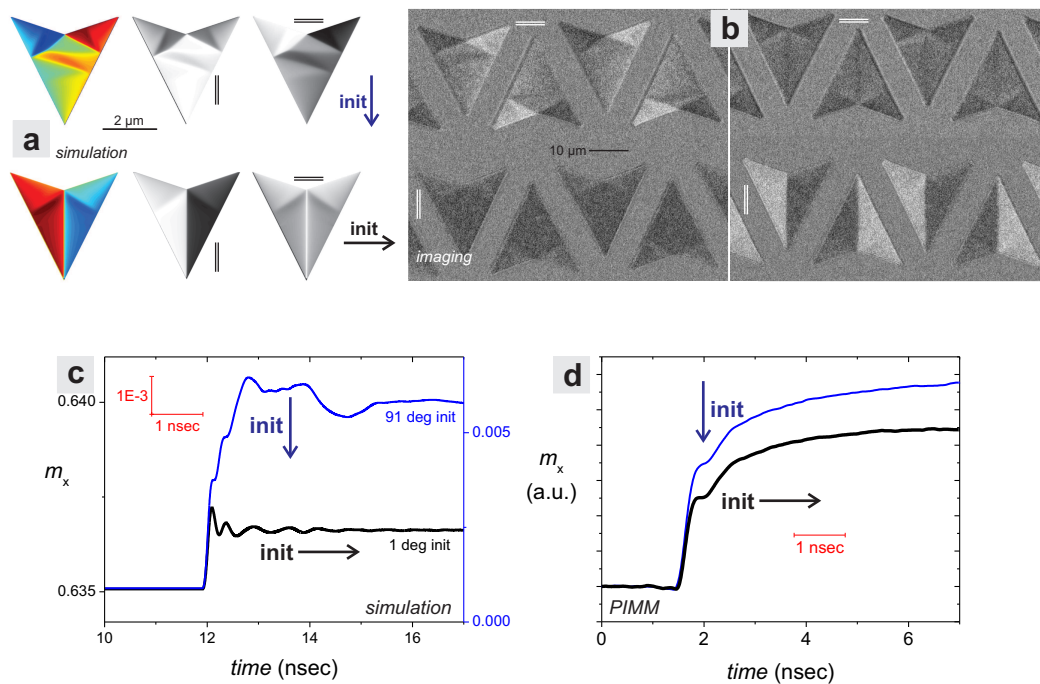 a
2 µm
simulation
init
init
b
10 µm
imaging
c
0.640
0.635
m_x
1E-3
1 nsec
init
91 deg init
init
1 deg init
simulation
0.005
0.000
10 12 14 16
time (nsec)
d
m_x
(a.u.)
init
init
1 nsec
PIMM
0 2 4 6
time (nsec)